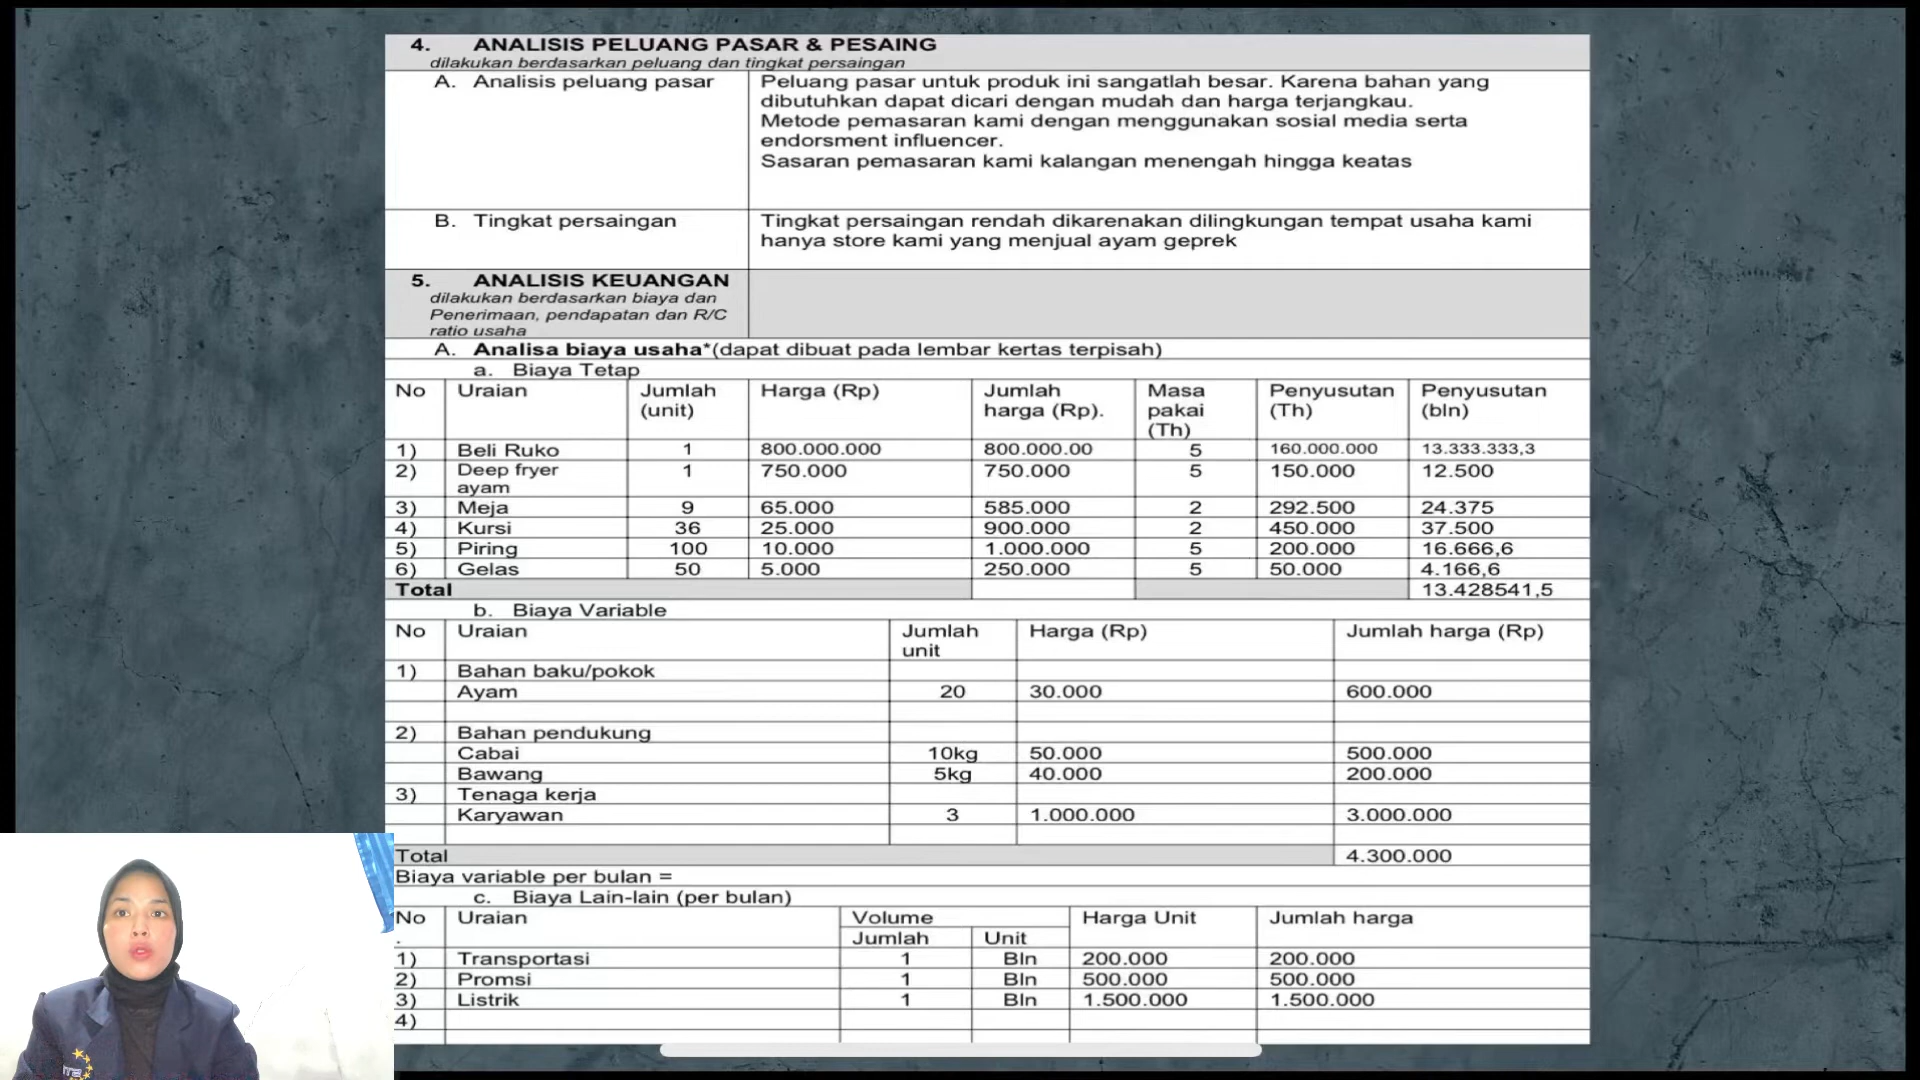 4. ANALISIS PELUANG PASAR & PESAING
dilakukan berdasarkan peluang dan tingkat persaingan
A. Analisis peluang pasar
Peluang pasar untuk produk ini sangatlah besar. Karena bahan yang
dibutuhkan dapat dicari dengan mudah dan harga terjangkau.
Metode pemasaran kami dengan menggunakan sosial media serta
endorsment influencer.
Sasaran pemasaran kami kalangan menengah hingga keatas
B. Tingkat persaingan
Tingkat persaingan rendah dikarenakan dilingkungan tempat usaha kami
hanya store kami yang menjual ayam geprek
5. ANALISIS KEUANGAN
dilakukan berdasarkan biaya dan
Penerimaan, pendapatan dan R/C
ratio usaha
A. Analisa biaya usaha*(dapat dibuat pada lembar kertas terpisah)
a. Biaya Tetap
No Uraian Jumlah (unit) Harga (Rp) Jumlah harga (Rp). Masa pakai (Th) Penyusutan (Th) Penyusutan (bln)
1) Beli Ruko 1 800.000.000 800.000.00 5 160.000.000 13.333.333,3
2) Deep fryer ayam 1 750.000 750.000 5 150.000 12.500
3) Meja 9 65.000 585.000 2 292.500 24.375
4) Kursi 36 25.000 900.000 2 450.000 37.500
5) Piring 100 10.000 1.000.000 5 200.000 16.666,6
6) Gelas 50 5.000 250.000 5 50.000 4.166,6
Total 13.428541,5
b. Biaya Variable
No Uraian Jumlah unit Harga (Rp) Jumlah harga (Rp)
1) Bahan baku/pokok
Ayam 20 30.000 600.000
2) Bahan pendukung
Cabai 10kg 50.000 500.000
Bawang 5kg 40.000 200.000
3) Tenaga kerja
Karyawan 3 1.000.000 3.000.000
Total 4.300.000
Biaya variable per bulan =
c. Biaya Lain-lain (per bulan)
No . Uraian Volume Harga Unit Jumlah harga
Jumlah Unit
1) Transportasi 1 Bln 200.000 200.000
2) Promsi 1 Bln 500.000 500.000
3) Listrik 1 Bln 1.500.000 1.500.000
4)